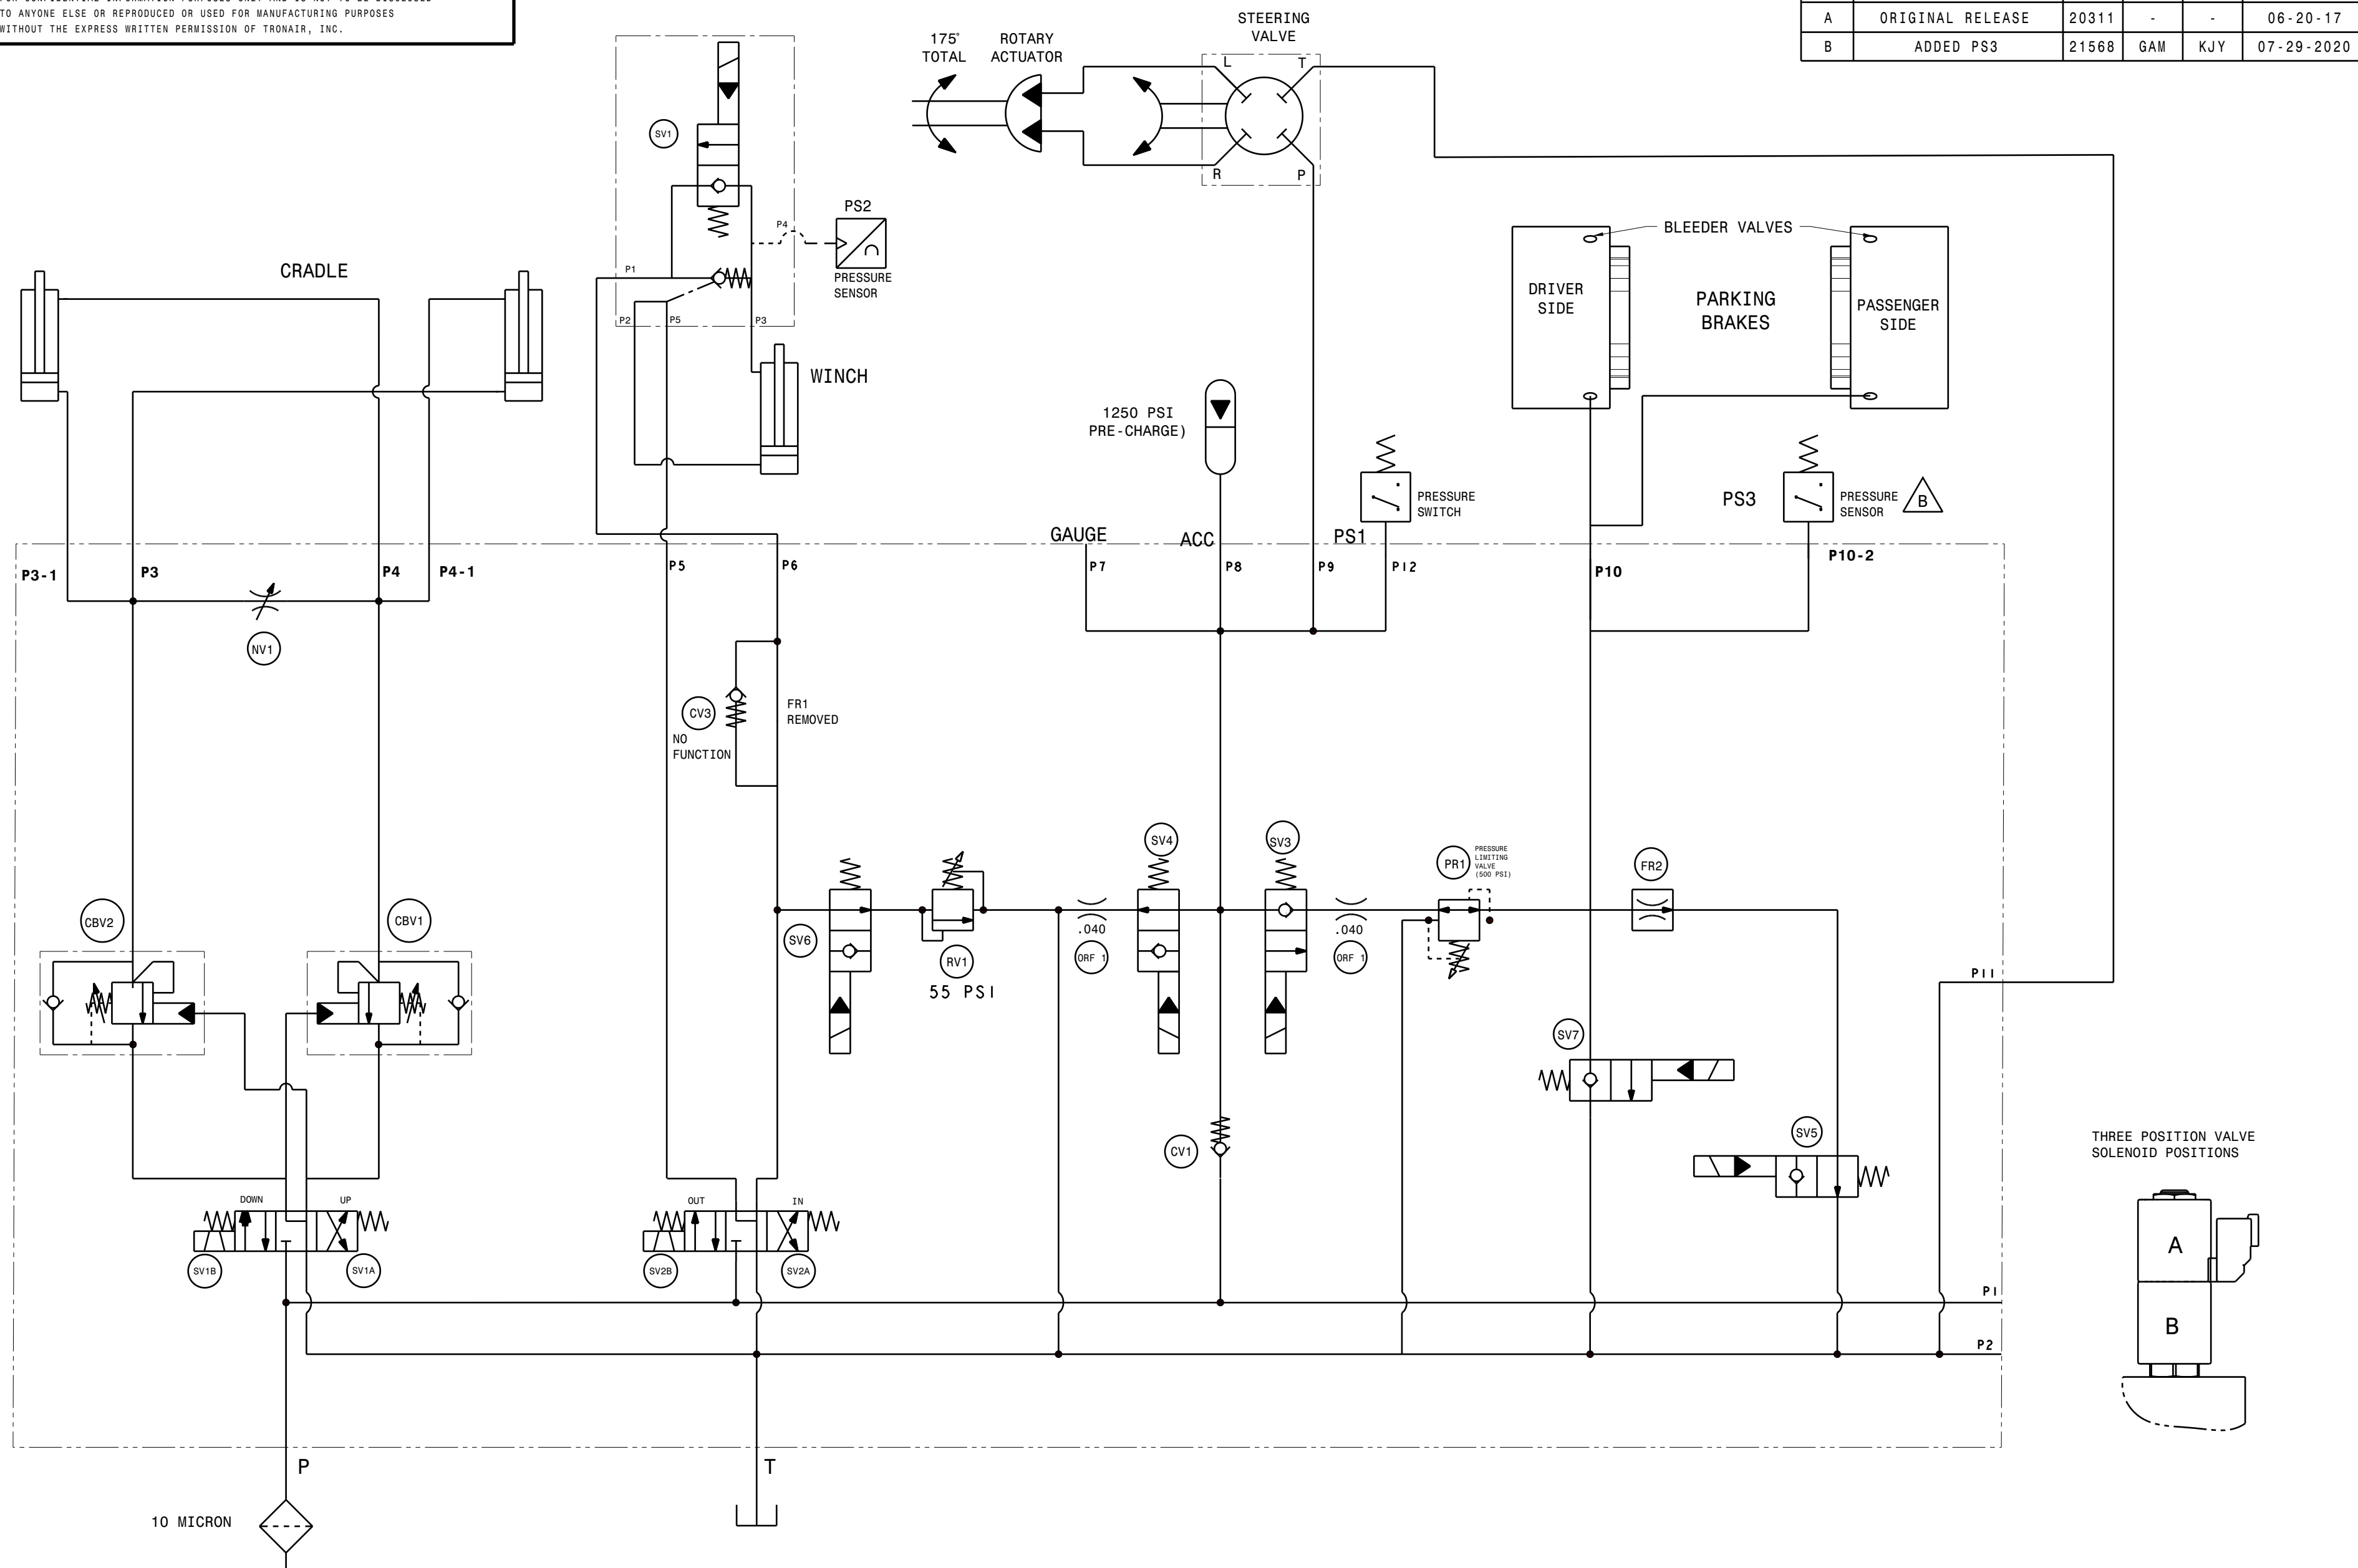 TO ANYONE ELSE OR REPRODUCED OR USED FOR MANUFACTURING PURPOSES
WITHOUT THE EXPRESS WRITTEN PERMISSION OF TRONAIR, INC.
A ORIGINAL RELEASE 20311 - - 06-20-17
B ADDED PS3 21568 GAM KJY 07-29-2020
STEERING
VALVE
175° TOTAL
ROTARY
ACTUATOR
L
T
R
P
SV1
P4
PS2
PRESSURE
SENSOR
P1
P2
P5
P3
WINCH
CRADLE
BLEEDER VALVES
DRIVER
SIDE
PARKING
BRAKES
PASSENGER
SIDE
1250 PSI
PRE-CHARGE)
PRESSURE
SWITCH
PS1
PS3
PRESSURE
SENSOR
B
GAUGE
ACC
P3-1
P3
P4
P4-1
P5
P6
P7
P8
P9
P12
P10
P10-2
NV1
CV3
NO
FUNCTION
FR1
REMOVED
CBV2
CBV1
SV6
RV1
55 PSI
.040
ORF 1
SV4
SV3
.040
ORF 1
PR1
PRESSURE
LIMITING
VALVE
(500 PSI)
FR2
P11
SV7
SV5
CV1
THREE POSITION VALVE
SOLENOID POSITIONS
A
B
DOWN
UP
SV1B
SV1A
OUT
IN
SV2B
SV2A
P1
P2
P
T
10 MICRON